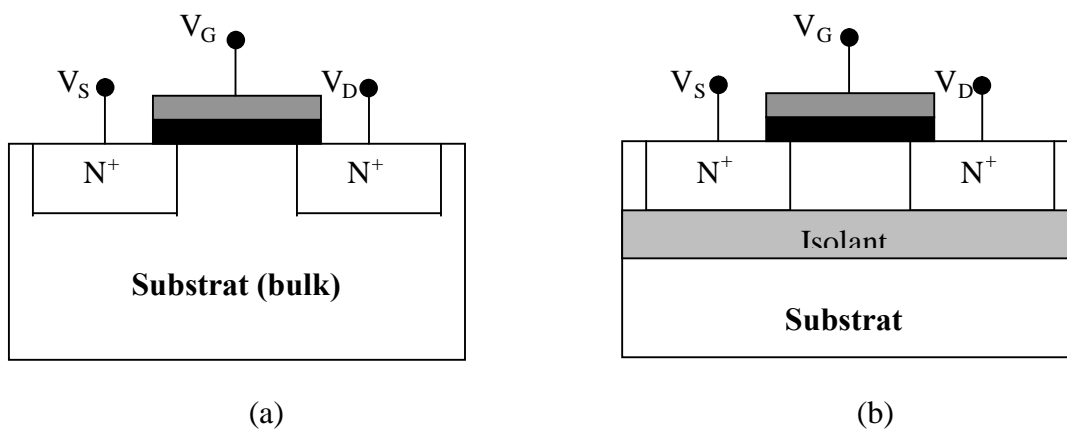 V_G
V_S
V_D
N⁺
N⁺
Substrat (bulk)
(a)
V_G
V_S
V_D
N⁺
N⁺
Isolant
Substrat
(b)